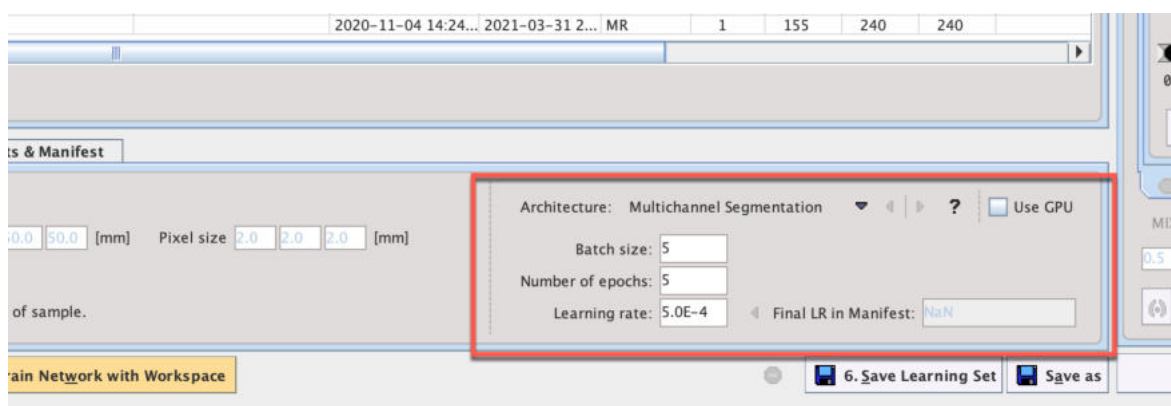 2020-11-04 14:24... 2021-03-31 2... MR 1 155 240 240
ts & Manifest
Architecture: Multichannel Segmentation ? Use GPU
50.0 [mm] Pixel size 2.0 2.0 2.0 [mm]
Batch size: 5
Number of epochs: 5
of sample.
Learning rate: 5.0E-4 Final LR in Manifest: NaN
0.5
rain Network with Workspace
6. Save Learning Set Save as